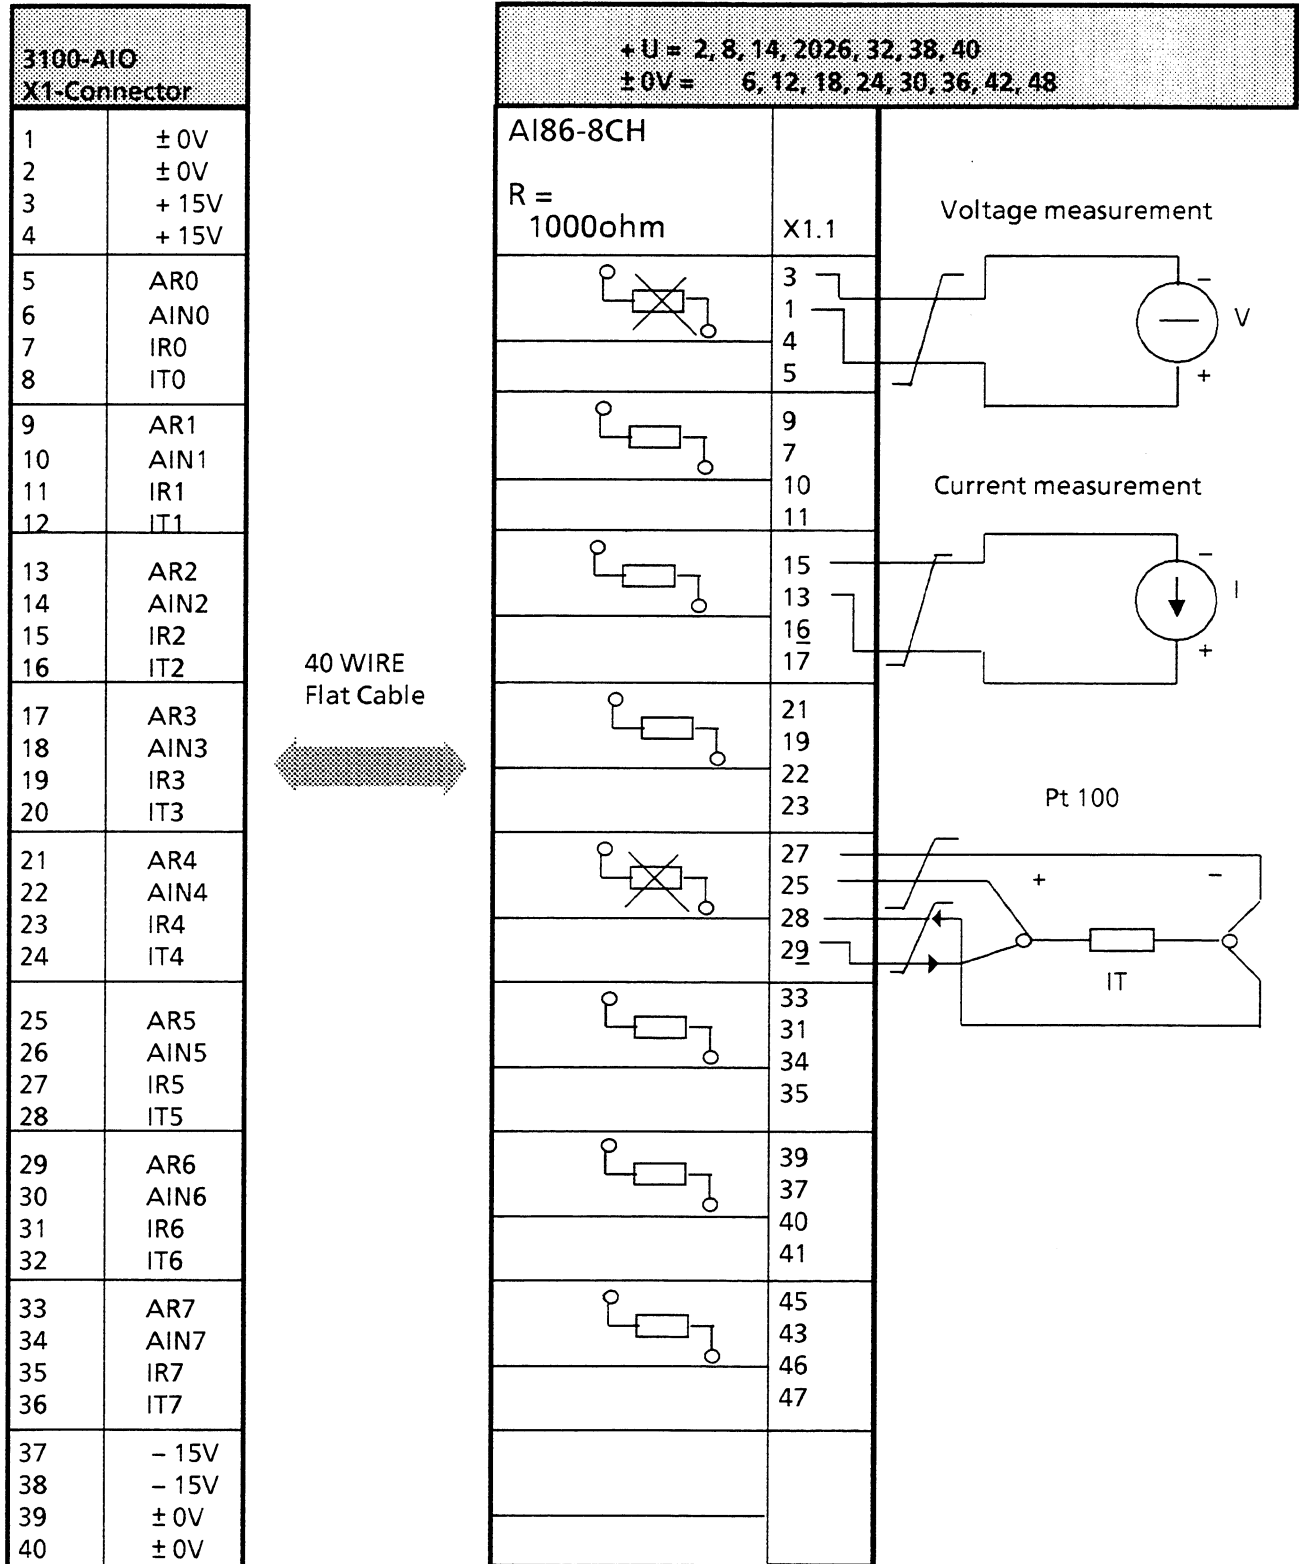 3100-AIO
X1-Connector
1 ± 0V
2 ± 0V
3 + 15V
4 + 15V
5 AR0
6 AIN0
7 IR0
8 IT0
9 AR1
10 AIN1
11 IR1
12 IT1
13 AR2
14 AIN2
15 IR2
16 IT2
17 AR3
18 AIN3
19 IR3
20 IT3
21 AR4
22 AIN4
23 IR4
24 IT4
25 AR5
26 AIN5
27 IR5
28 IT5
29 AR6
30 AIN6
31 IR6
32 IT6
33 AR7
34 AIN7
35 IR7
36 IT7
37 – 15V
38 – 15V
39 ± 0V
40 ± 0V
40 WIRE
Flat Cable
+ U = 2, 8, 14, 2026, 32, 38, 40
± 0V = 6, 12, 18, 24, 30, 36, 42, 48
AI86-8CH
R =
1000ohm
X1.1
3
1
4
5
9
7
10
11
15
13
16
17
21
19
22
23
27
25
28
29
33
31
34
35
39
37
40
41
45
43
46
47
Voltage measurement
–
V
+
Current measurement
–
I
+
Pt 100
+ –
IT